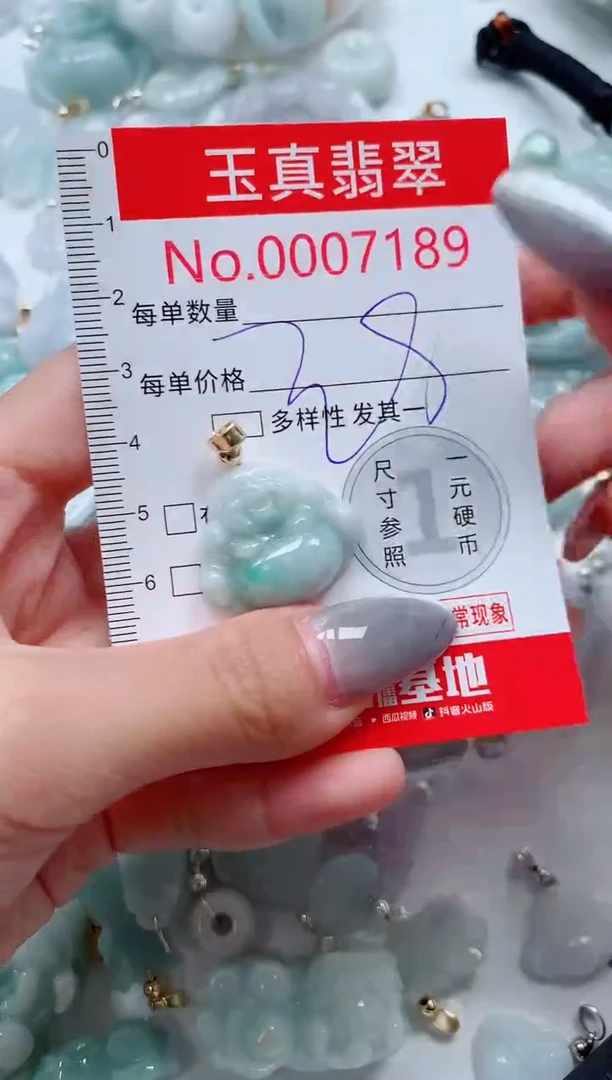 玉真翡翠
No.0007189
0
1
2
3
4
5
6
每单数量
每单价格
28
多样性 发其一
尺寸参照
1
一元硬币
常现象
基地
西瓜视频 抖音火山版